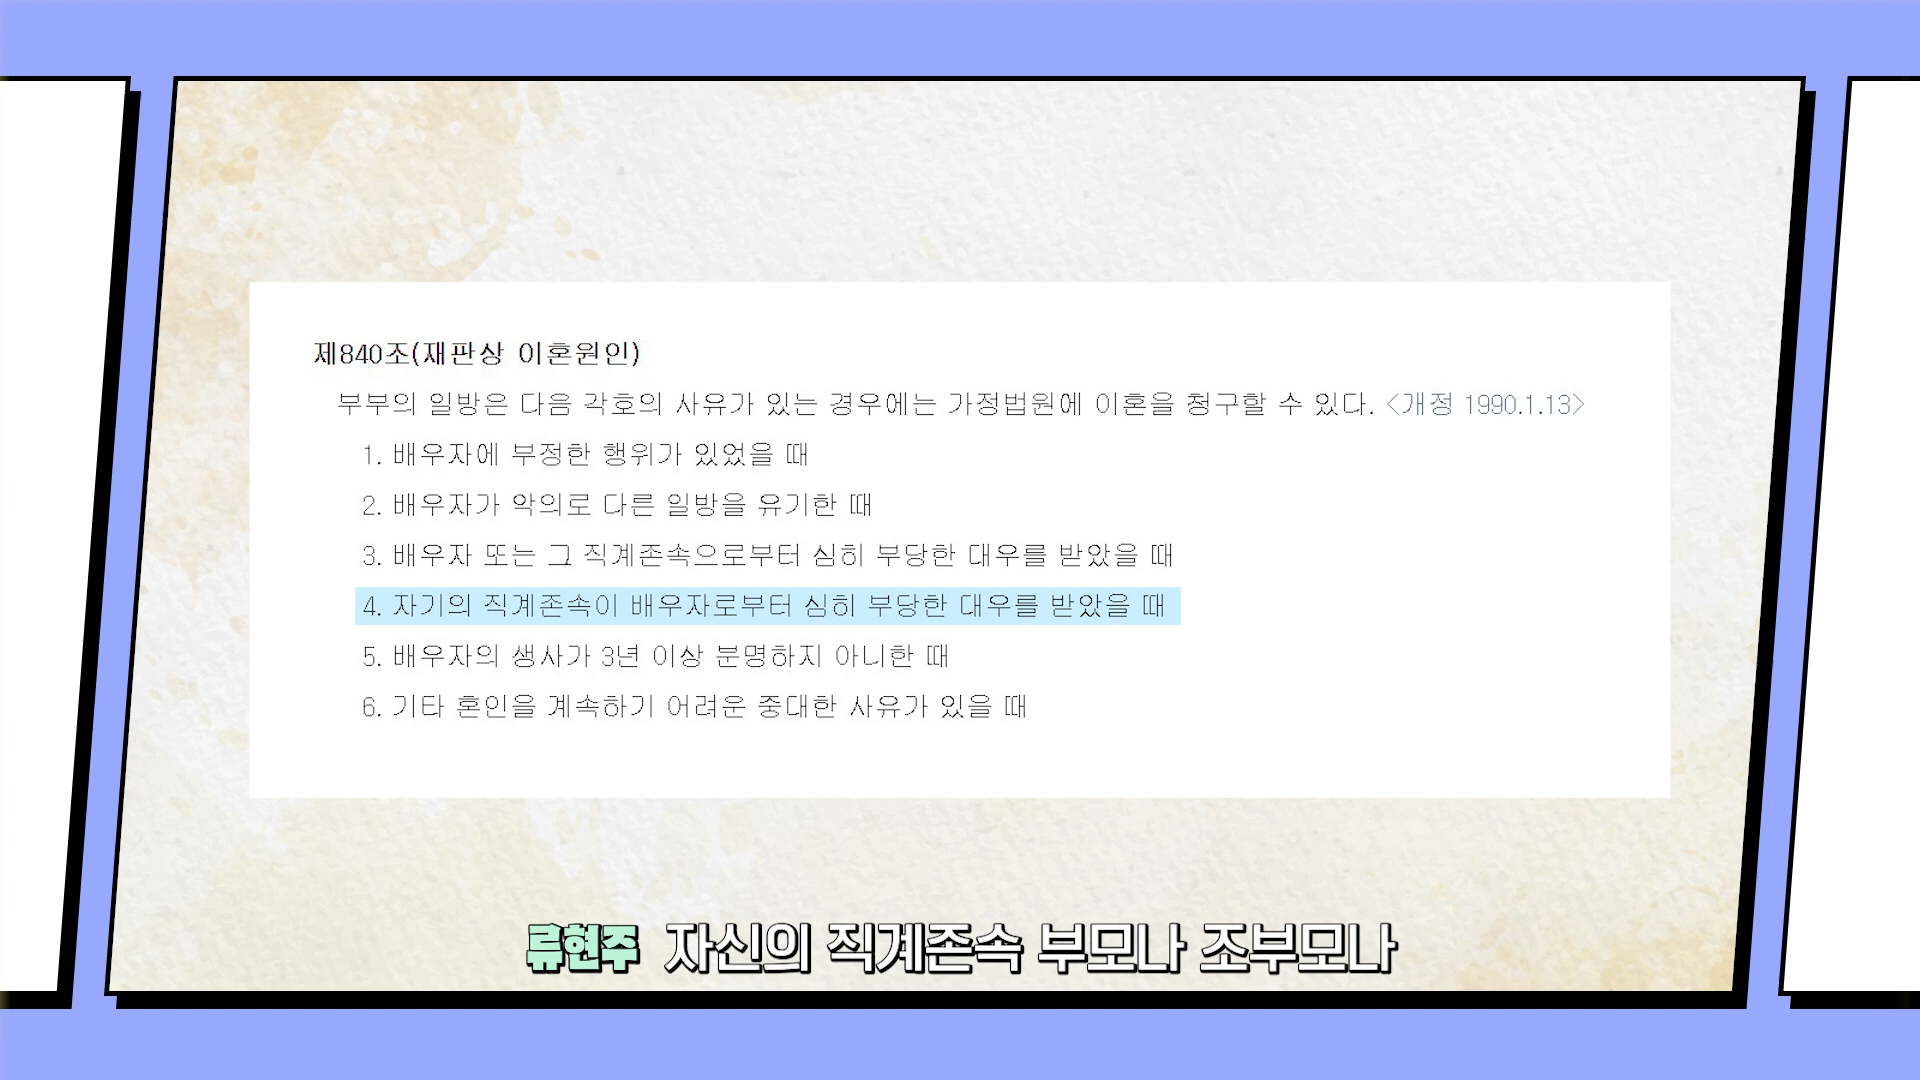 제840조(재판상 이혼원인)
부부의 일방은 다음 각호의 사유가 있는 경우에는 가정법원에 이혼을 청구할 수 있다. <개정 1990.1.13>
1. 배우자에 부정한 행위가 있었을 때
2. 배우자가 악의로 다른 일방을 유기한 때
3. 배우자 또는 그 직계존속으로부터 심히 부당한 대우를 받았을 때
4. 자기의 직계존속이 배우자로부터 심히 부당한 대우를 받았을 때
5. 배우자의 생사가 3년 이상 분명하지 아니한 때
6. 기타 혼인을 계속하기 어려운 중대한 사유가 있을 때
류현주 자신의 직계존속 부모나 조부모나